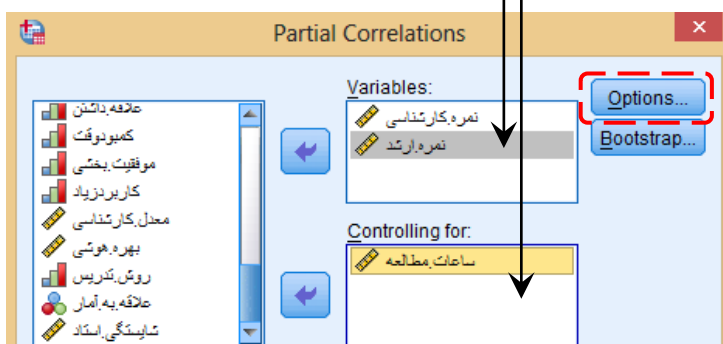 Partial Correlations
Variables:
Options...
Bootstrap...
نمره.کارشناسی
نمره.ارشد
Controlling for:
ساعات.مطالعه
علاقه.داشتن
کمبودوقت
موفقیت.بخشی
کاربردزیاد
معدل.کارشناسی
بهره.هوشی
روش.تدریس
علاقه.به.آمار
شایستگی.استاد